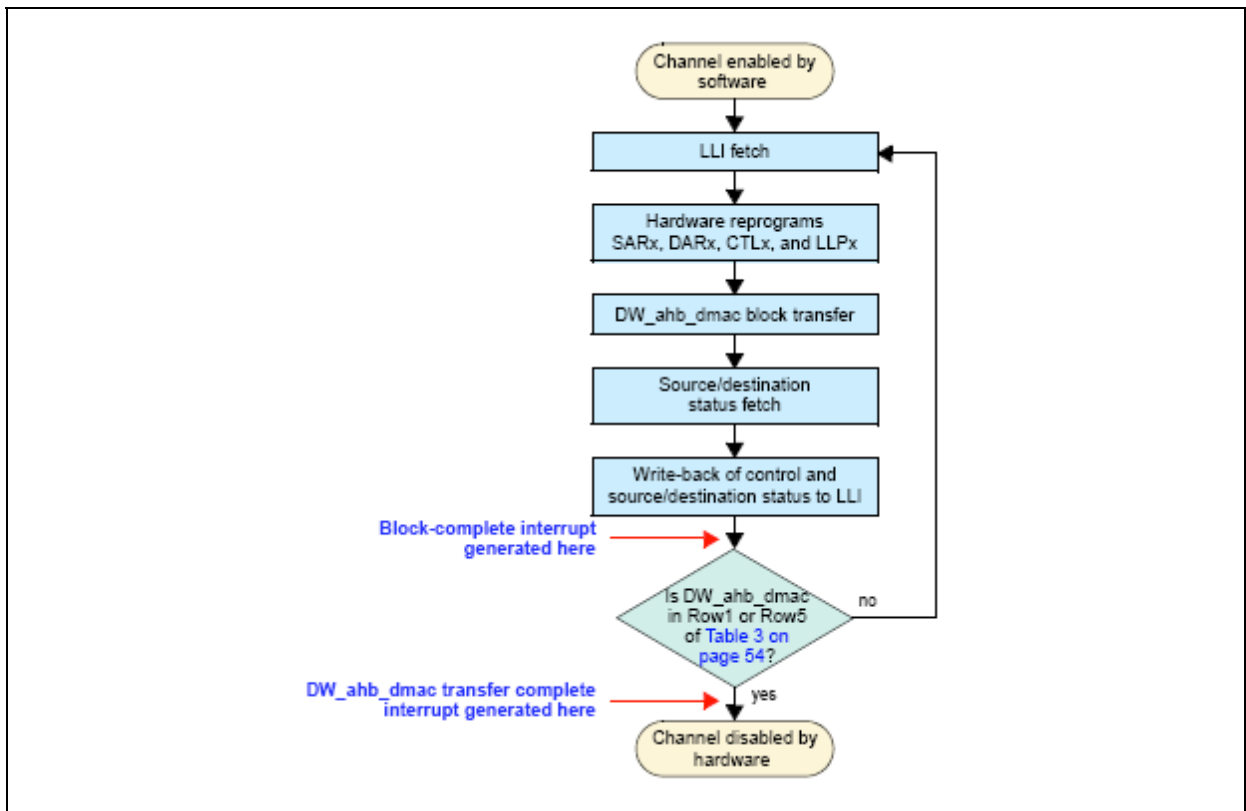 Channel enabled by
software
LLI fetch
Hardware reprograms
SARx, DARx, CTLx, and LLPx
DW_ahb_dmac block transfer
Source/destination
status fetch
Write-back of control and
source/destination status to LLI
Block-complete interrupt
generated here
Is DW_ahb_dmac
in Row1 or Row5
of Table 3 on
page 54?
no
DW_ahb_dmac transfer complete
interrupt generated here
yes
Channel disabled by
hardware